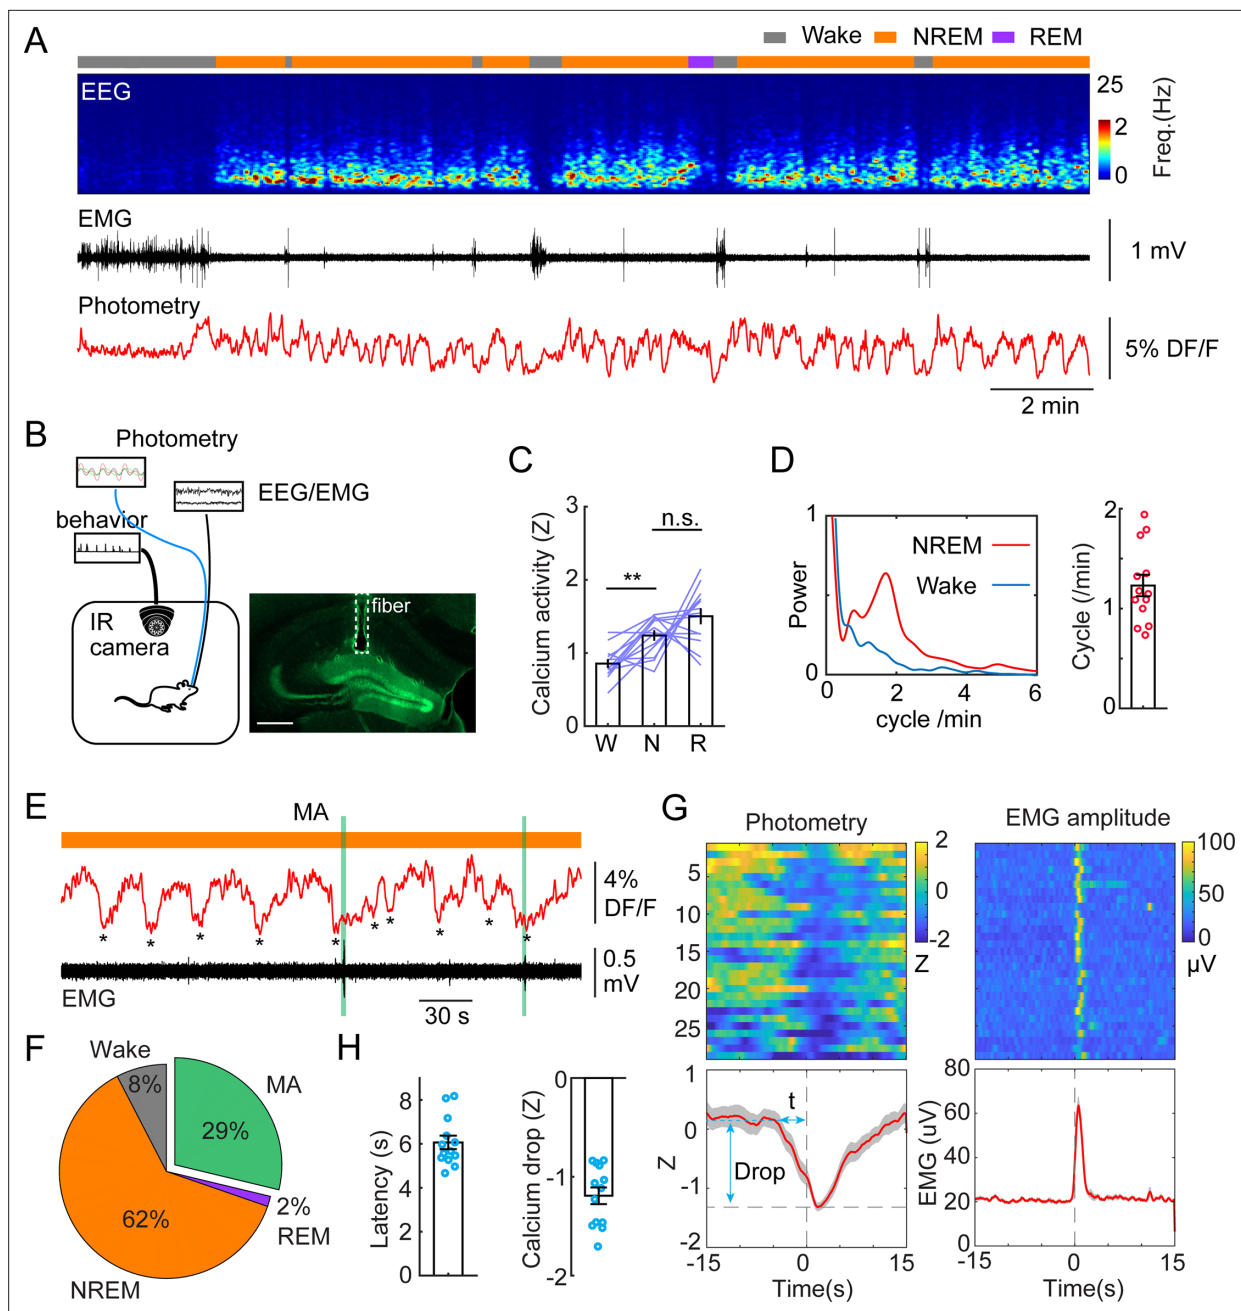 A
Wake NREM REM
EEG
25
2
0
Freq.(Hz)
EMG
1 mV
Photometry
5% DF/F
2 min
B
Photometry
EEG/EMG
behavior
IR
camera
fiber
C
Calcium activity (Z)
3
2
1
0
**
n.s.
W N R
D
Power
1
0
NREM
Wake
0 2 4 6
cycle /min
Cycle (/min)
2
1
0
E
MA
4%
DF/F
* * * * * * * * * *
EMG
0.5
mV
30 s
F
Wake
8%
MA
29%
2%
REM
62%
NREM
H
Latency (s)
8
6
4
2
0
Calcium drop (Z)
0
-1
-2
G
Photometry
5
10
15
20
25
2
0
-2
Z
EMG amplitude
100
50
0
µV
1
0
-1
-2
Z
t
Drop
-15 0 15
Time(s)
EMG (uV)
80
60
40
20
0
-15 0 15
Time(s)